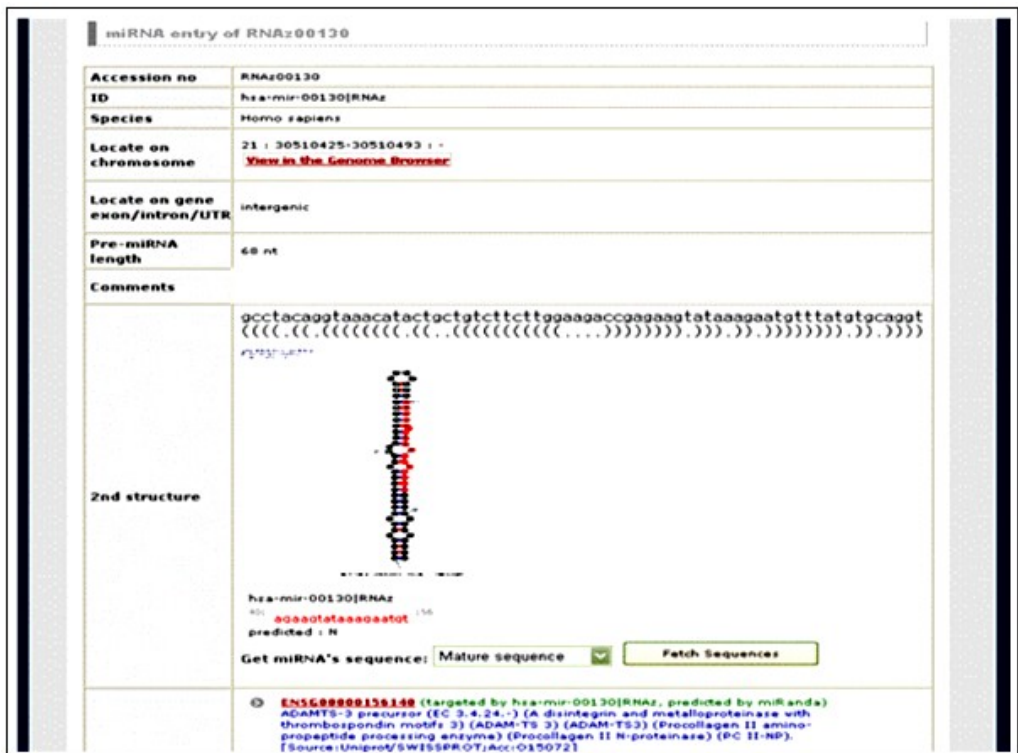 miRNA entry of RNAz00130
Accession no RNAz00130
ID hsa-mir-00130|RNAz
Species Homo sapiens
Locate on chromosome 21 : 30510425-30510493 : -
View in the Genome Browser
Locate on gene exon/intron/UTR intergenic
Pre-miRNA length 68 nt
Comments
gcctacaggtaaacatactgctgtcttcttggaagaccgagaagtataaagaatgtttatgtgcaggt
((((.((.((((((((.((..(((((((((((....)))))))).))).)).)))))))).)).))))
2nd structure
hsa-mir-00130|RNAz
agaagtataaagaatgt :56
predicted : N
Get miRNA's sequence: Mature sequence Fetch Sequences
ENSG00000156140 (targeted by hsa-mir-00130|RNAz, predicted by miRanda)
ADAMTS-3 precursor (EC 3.4.24.-) (A disintegrin and metalloproteinase with
thrombospondin motifs 3) (ADAM-TS 3) (ADAM-TS3) (Procollagen II amino-
propeptide processing enzyme) (Procollagen II N-proteinase) (PC II-NP).
[Source:Uniprot/SWISSPROT;Acc:O15072]